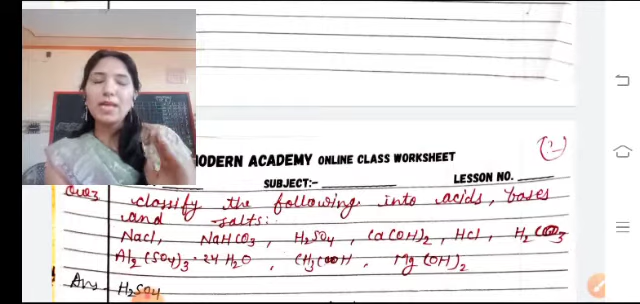 MODERN ACADEMY ONLINE CLASS WORKSHEET
SUBJECT:- LESSON NO.
Que3 classify the following into acids, bases
and salts:
NaCl, NaHCO3, H2SO4, Ca(OH)2, HCl, H2CO3
Al2(SO4)3·24H2O, CH3COOH, Mg(OH)2
Ans - H2SO4